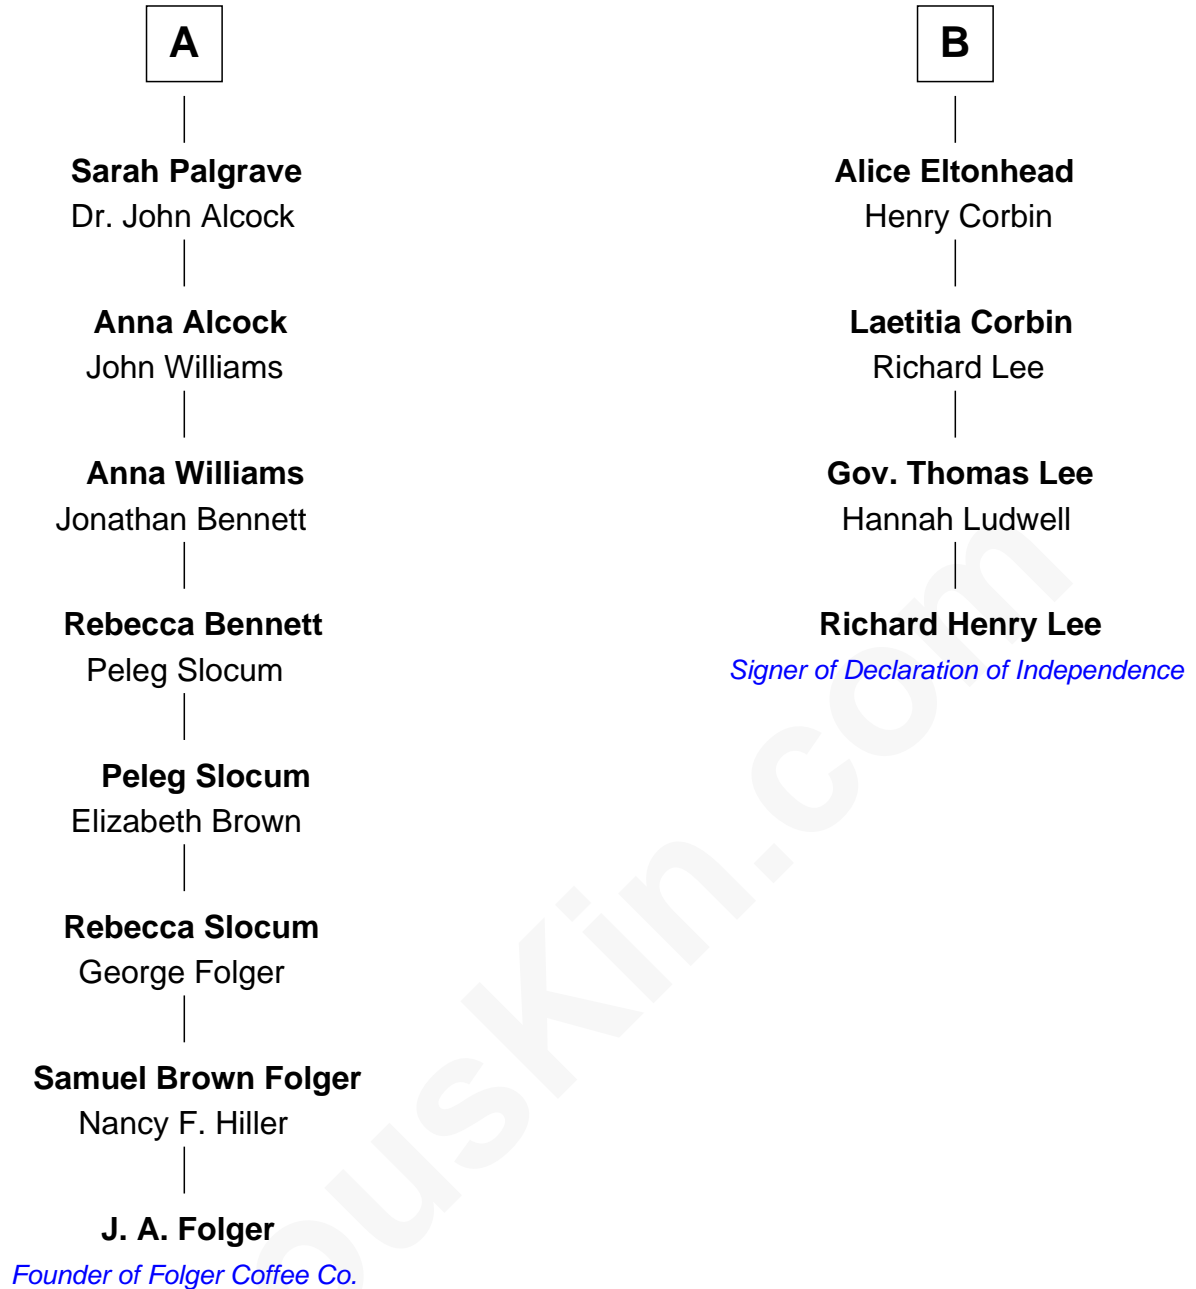 A
Sarah Palgrave
Dr. John Alcock
Anna Alcock
John Williams
Anna Williams
Jonathan Bennett
Rebecca Bennett
Peleg Slocum
Peleg Slocum
Elizabeth Brown
Rebecca Slocum
George Folger
Samuel Brown Folger
Nancy F. Hiller
J. A. Folger
Founder of Folger Coffee Co.
B
Alice Eltonhead
Henry Corbin
Laetitia Corbin
Richard Lee
Gov. Thomas Lee
Hannah Ludwell
Richard Henry Lee
Signer of Declaration of Independence
ousKin.com